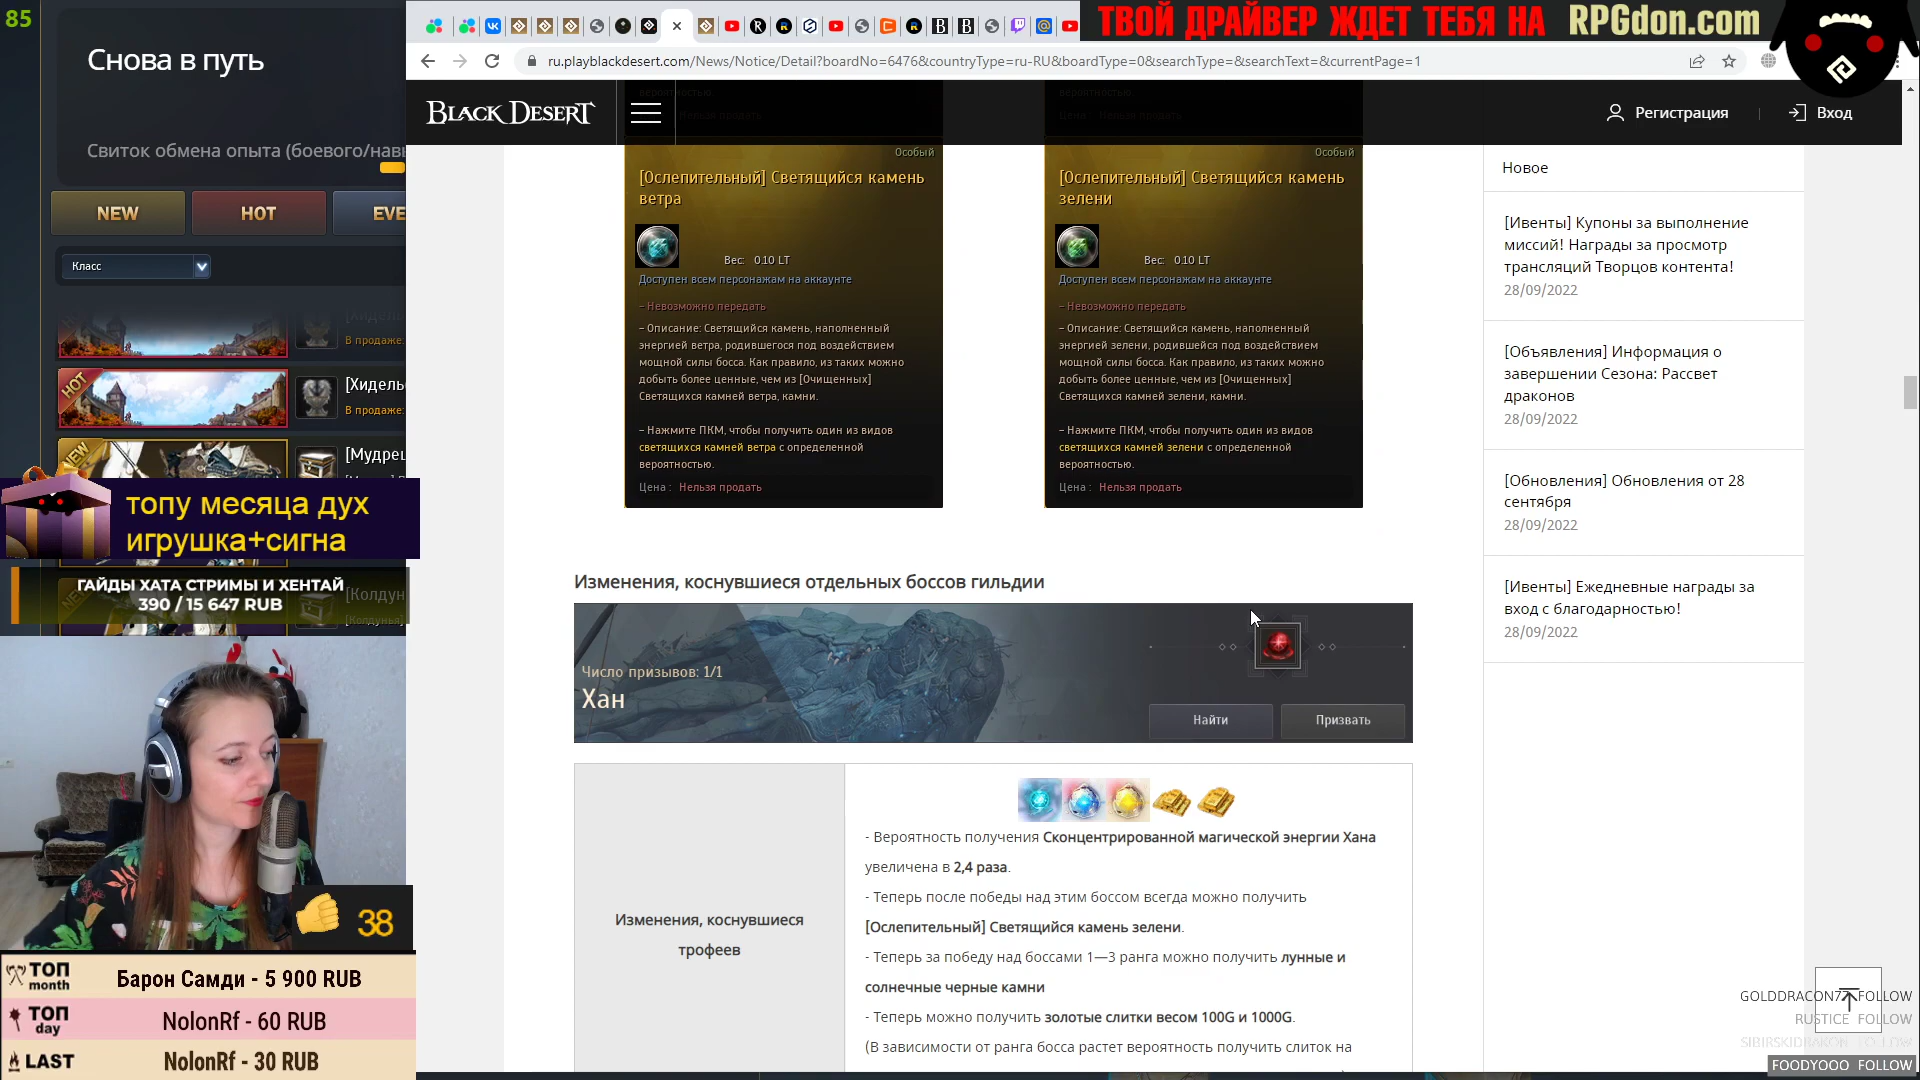 85
Снова в путь
Свиток обмена опыта (боевого/навы
NEW
HOT
EVE
Класс
В продаже:
HOT
[Хидель
В продаже:
NEW
[Мудрец
топу месяца дух
игрушка+сигна
ГАЙДЫ ХАТА СТРИМЫ И ХЕНТАЙ
390 / 15 647 RUB
[Колдун
38
ТОП month
Барон Самди - 5 900 RUB
ТОП day
NolonRf - 60 RUB
LAST
NolonRf - 30 RUB
ТВОЙ ДРАЙВЕР ЖДЕТ ТЕБЯ НА RPGdon.com
ru.playblackdesert.com/News/Notice/Detail?boardNo=6476&countryType=ru-RU&boardType=0&searchType=&searchText=&currentPage=1
BLACK DESERT
Регистрация
Вход
вероятностью.
Цена : Нельзя продать
Особый
[Ослепительный] Светящийся камень
ветра
Вес: 0.10 LT
Доступен всем персонажам на аккаунте
– Невозможно передать
– Описание: Светящийся камень, наполненный
энергией ветра, родившегося под воздействием
мощной силы босса. Как правило, из таких можно
добыть более ценные, чем из [Очищенных]
Светящихся камней ветра, камни.
– Нажмите ПКМ, чтобы получить один из видов
светящихся камней ветра с определенной
вероятностью.
Цена : Нельзя продать
вероятностью.
Цена : Нельзя продать
Особый
[Ослепительный] Светящийся камень
зелени
Вес: 0.10 LT
Доступен всем персонажам на аккаунте
– Невозможно передать
– Описание: Светящийся камень, наполненный
энергией зелени, родившейся под воздействием
мощной силы босса. Как правило, из таких можно
добыть более ценные, чем из [Очищенных]
Светящихся камней зелени, камни.
– Нажмите ПКМ, чтобы получить один из видов
светящихся камней зелени с определенной
вероятностью.
Цена : Нельзя продать
Изменения, коснувшиеся отдельных боссов гильдии
Число призывов: 1/1
Хан
Найти
Призвать
Изменения, коснувшиеся
трофеев
- Вероятность получения Сконцентрированной магической энергии Хана
увеличена в 2,4 раза.
- Теперь после победы над этим боссом всегда можно получить
[Ослепительный] Светящийся камень зелени.
- Теперь за победу над боссами 1—3 ранга можно получить лунные и
солнечные черные камни
- Теперь можно получить золотые слитки весом 100G и 1000G.
(В зависимости от ранга босса растет вероятность получить слиток на
Новое
[Ивенты] Купоны за выполнение
миссий! Награды за просмотр
трансляций Творцов контента!
28/09/2022
[Объявления] Информация о
завершении Сезона: Рассвет
драконов
28/09/2022
[Обновления] Обновления от 28
сентября
28/09/2022
[Ивенты] Ежедневные награды за
вход с благодарностью!
28/09/2022
RUSTICE FOLLOW
FOODYOOO FOLLOW